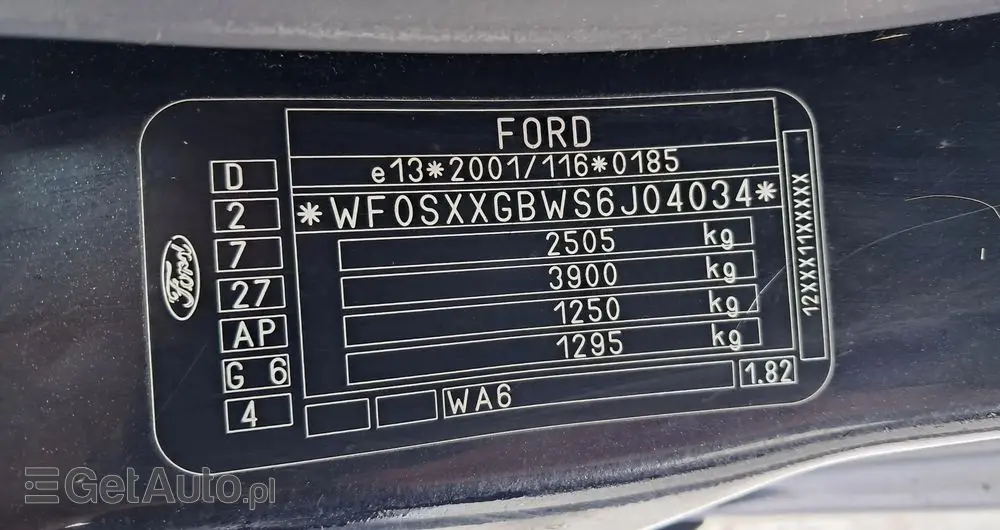 FORD
e13*2001/116*0185
*WF0SXXGBWS6J04034*
2505 kg
3900 kg
1250 kg
1295 kg
D
2
7
27
AP
G 6
4
WA6
1.82
12XXX11XXXXX
Ford
GetAuto.pl